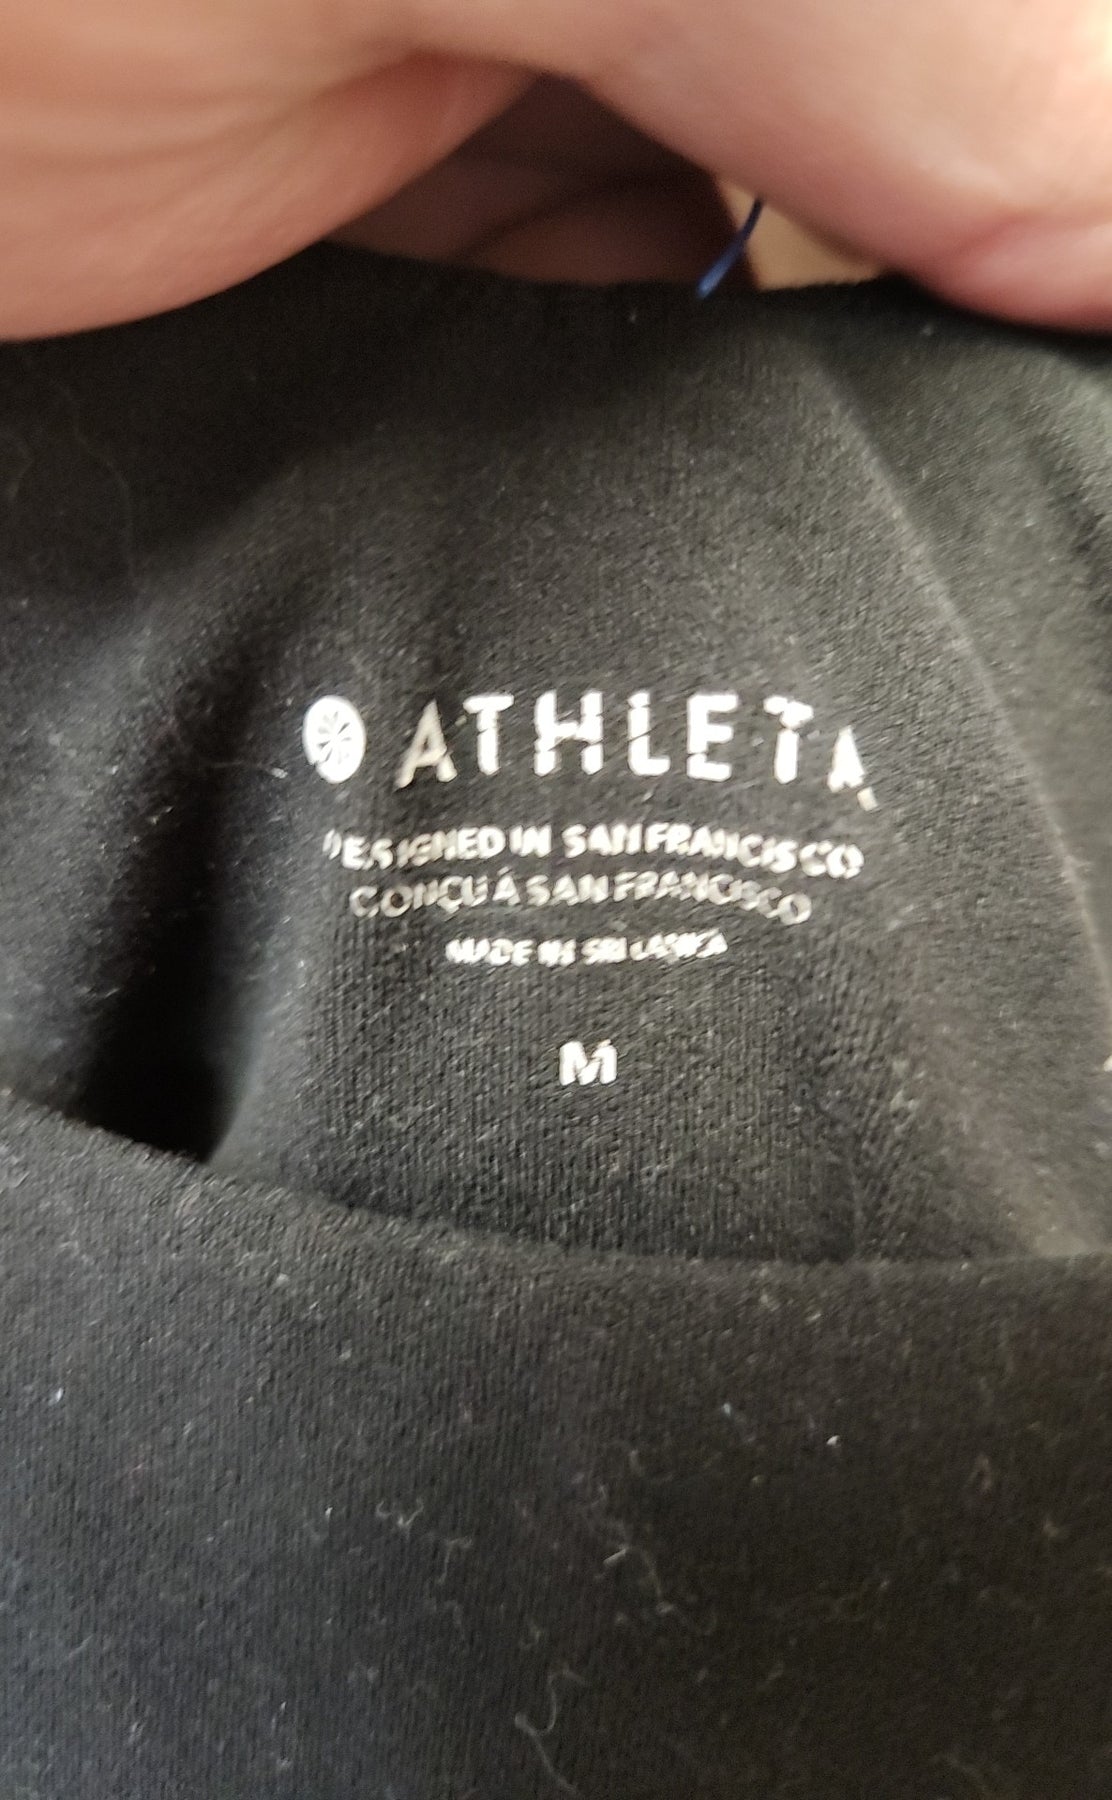 ATHLETA
DESIGNED IN SAN FRANCISCO
CONÇU À SAN FRANCISCO
MADE IN SRI LANKA
M